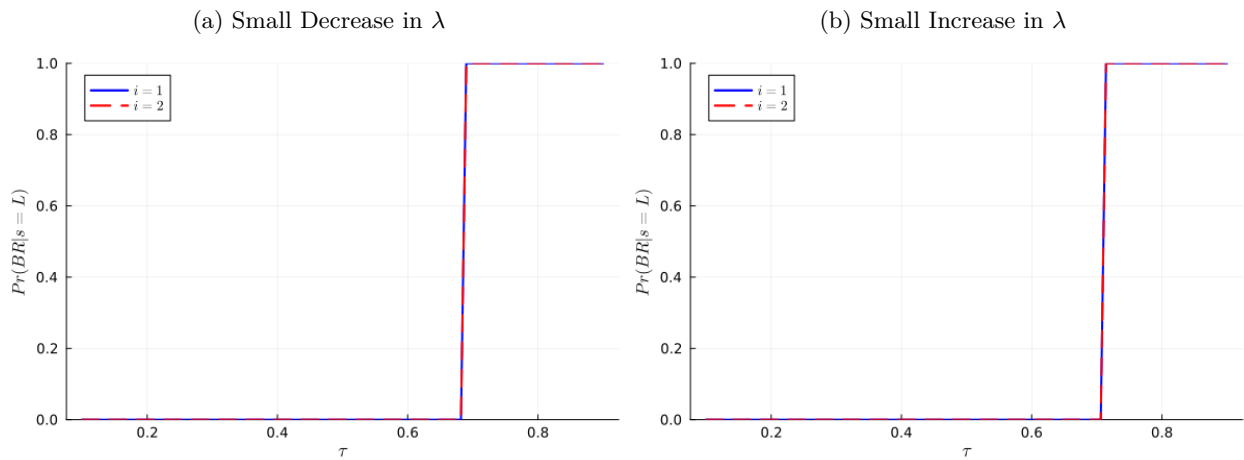 (a) Small Decrease in λ
1.0
0.8
0.6
0.4
0.2
0.0
Pr(BR|s = L)
i = 1
i = 2
0.2 0.4 0.6 0.8
τ
(b) Small Increase in λ
1.0
0.8
0.6
0.4
0.2
0.0
Pr(BR|s = L)
i = 1
i = 2
0.2 0.4 0.6 0.8
τ